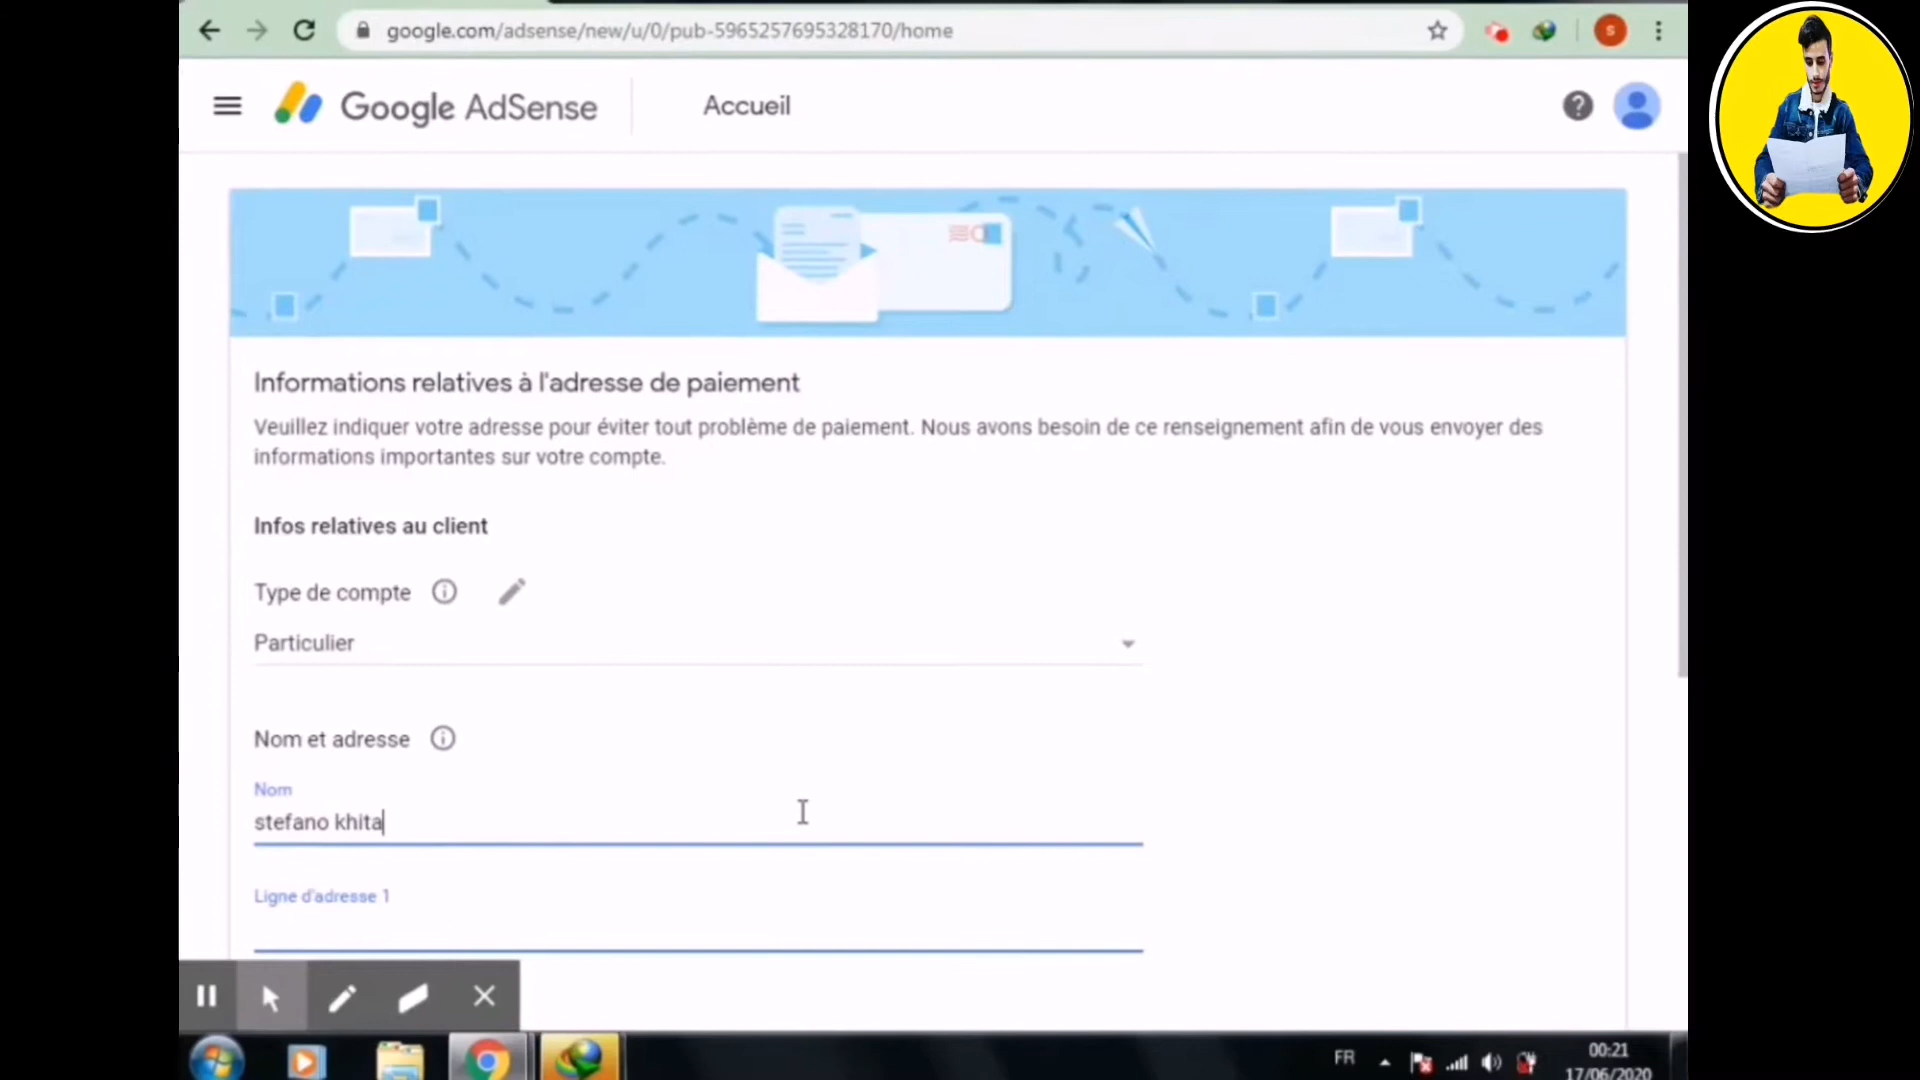 google.com/adsense/new/u/0/pub-5965257695328170/home
S
Google AdSense
Accueil
Informations relatives à l'adresse de paiement
Veuillez indiquer votre adresse pour éviter tout problème de paiement. Nous avons besoin de ce renseignement afin de vous envoyer des
informations importantes sur votre compte.
Infos relatives au client
Type de compte
Particulier
Nom et adresse
Nom
stefano khita
Ligne d'adresse 1
FR
00:21
17/06/2020